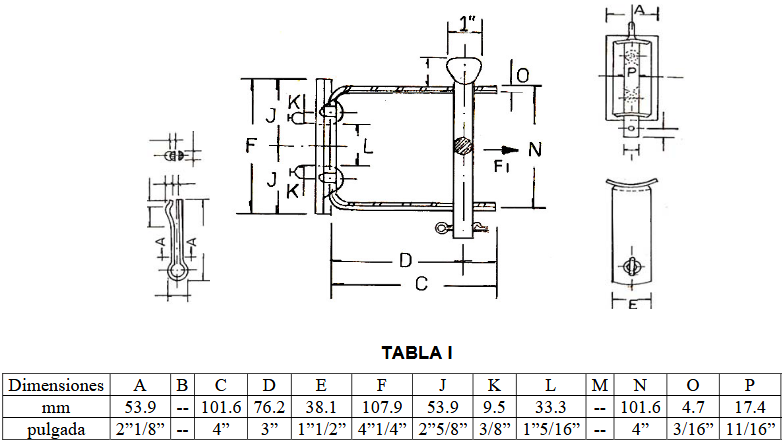 A
1"
O
P
K
J
F
L
N
F1
J
K
A
A
D
C
E
TABLA I
Dimensiones A B C D E F J K L M N O P
mm 53.9 -- 101.6 76.2 38.1 107.9 53.9 9.5 33.3 -- 101.6 4.7 17.4
pulgada 2”1/8” -- 4” 3” 1”1/2” 4”1/4” 2”5/8” 3/8” 1”5/16” -- 4” 3/16” 11/16”